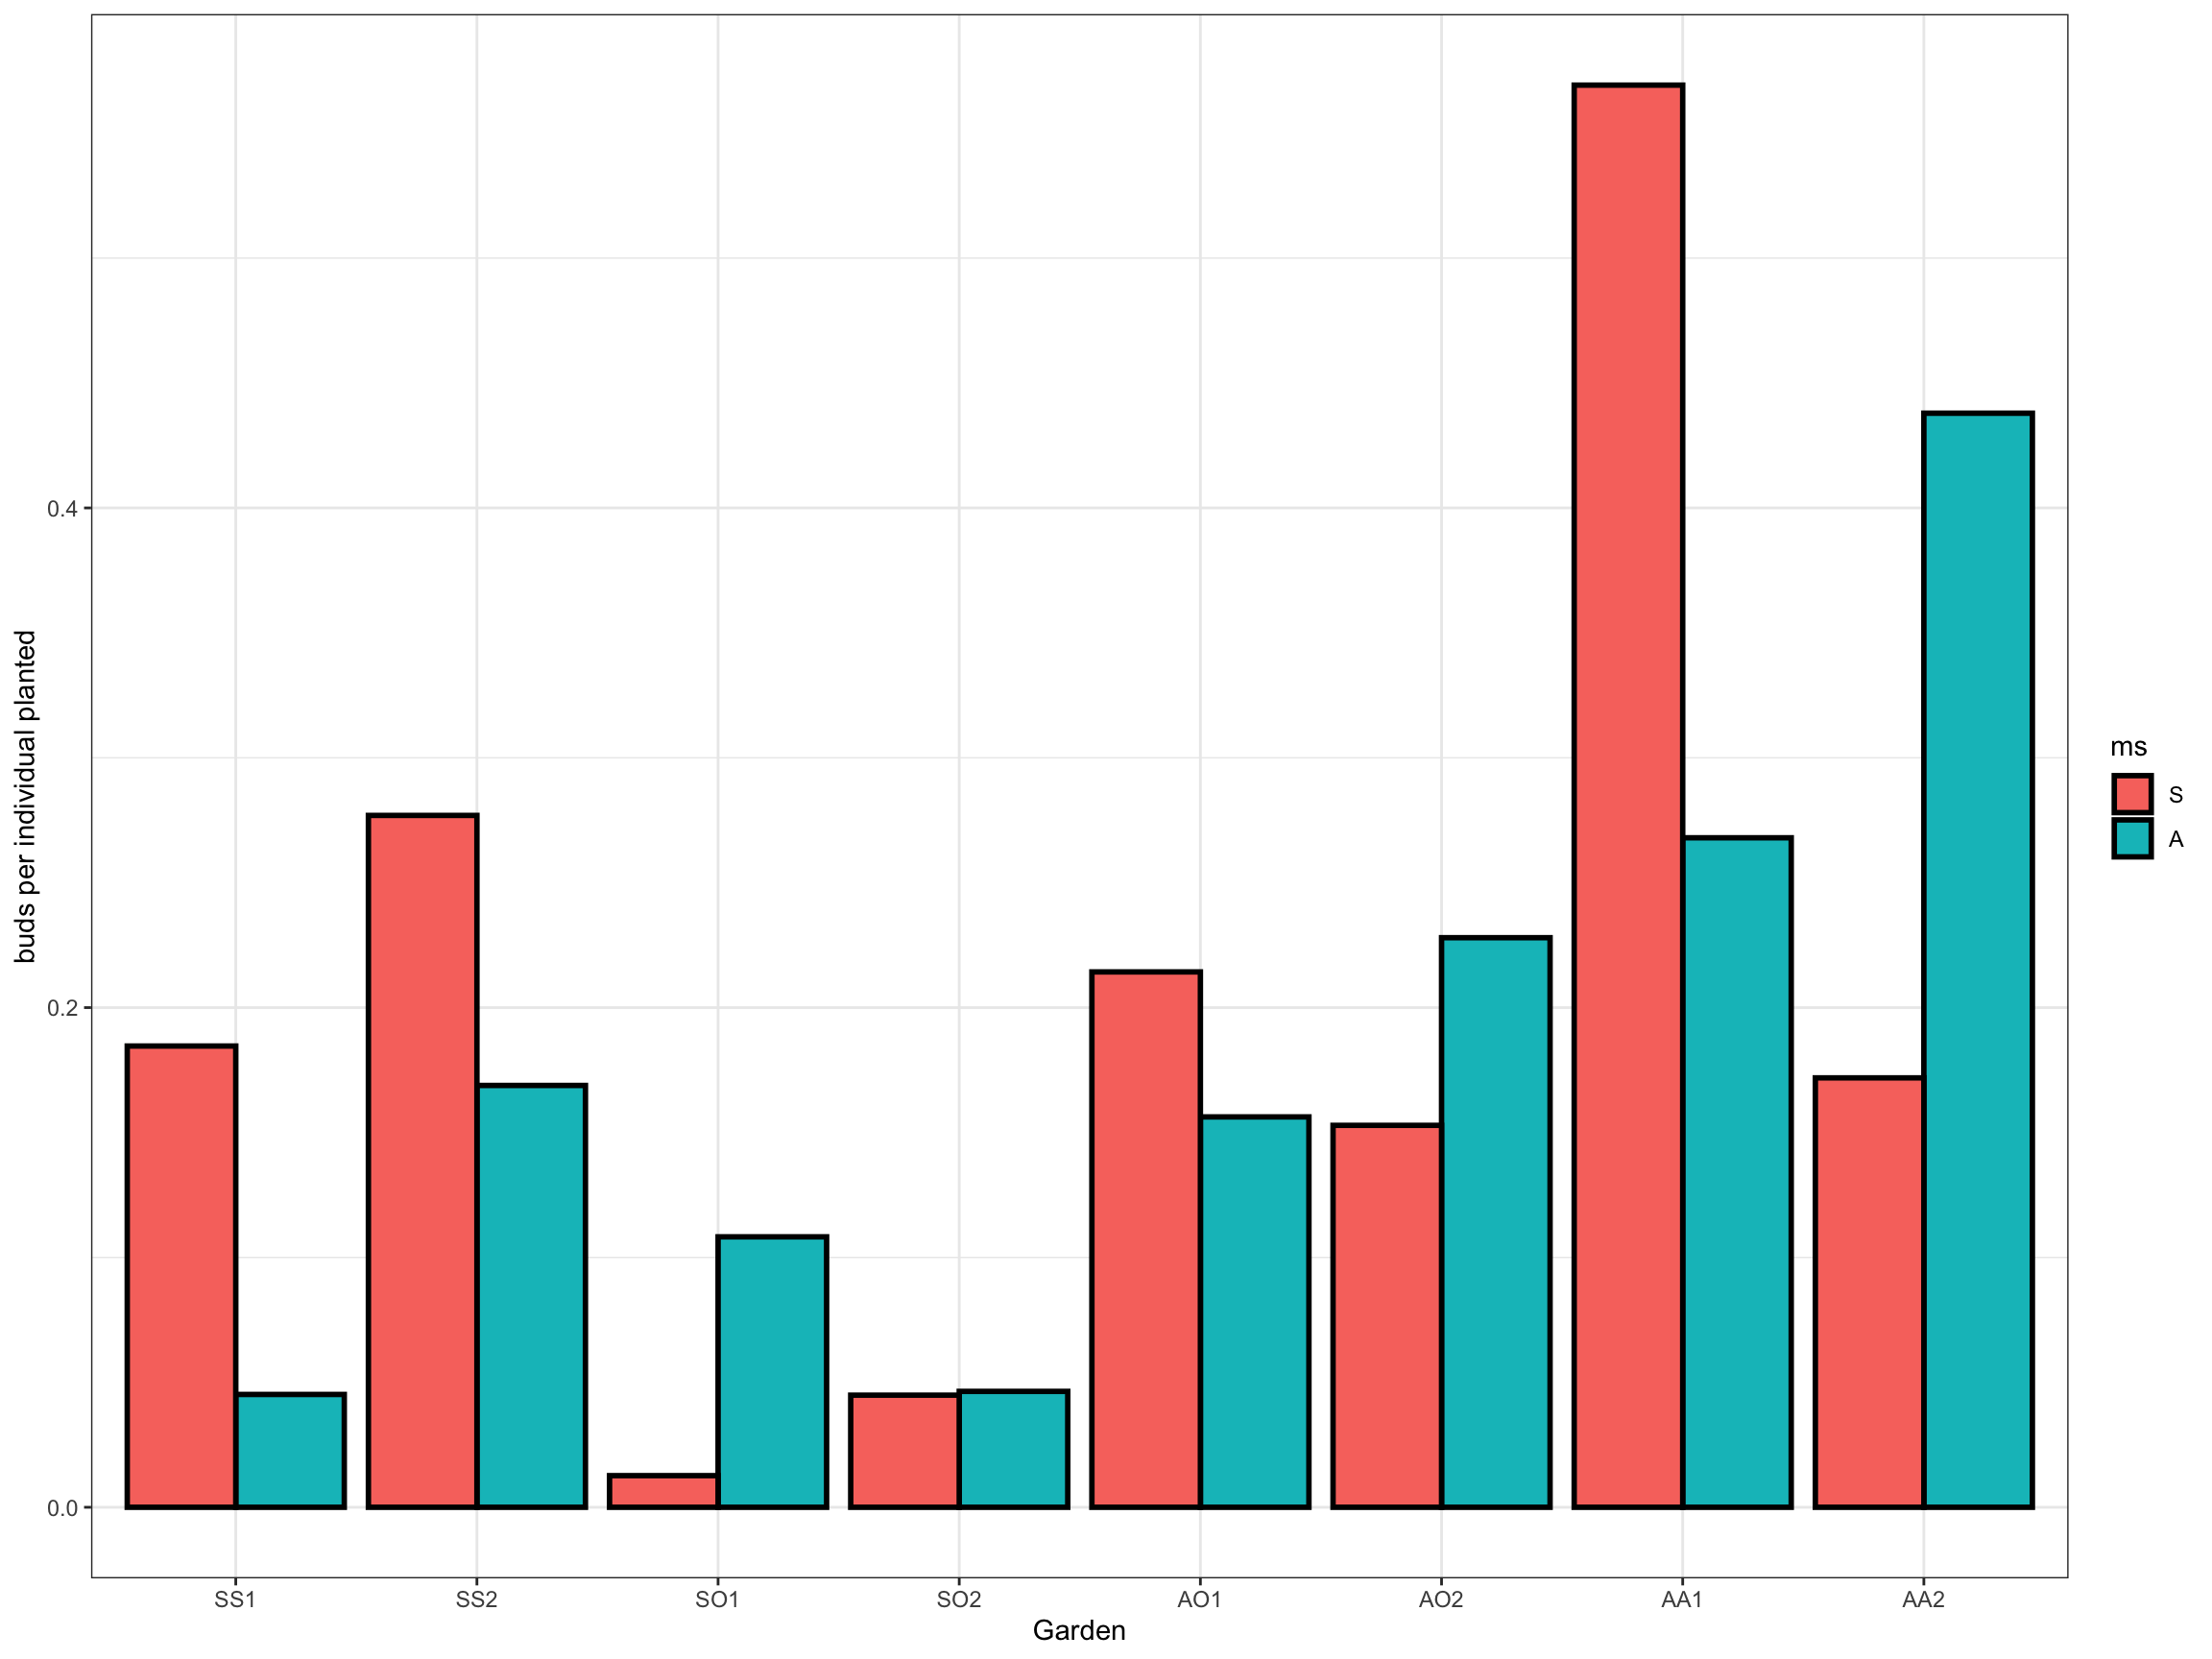 buds per individual planted
0.4
0.2
0.0
SS1 SS2 SO1 SO2 AO1 AO2 AA1 AA2
Garden
ms
S
A